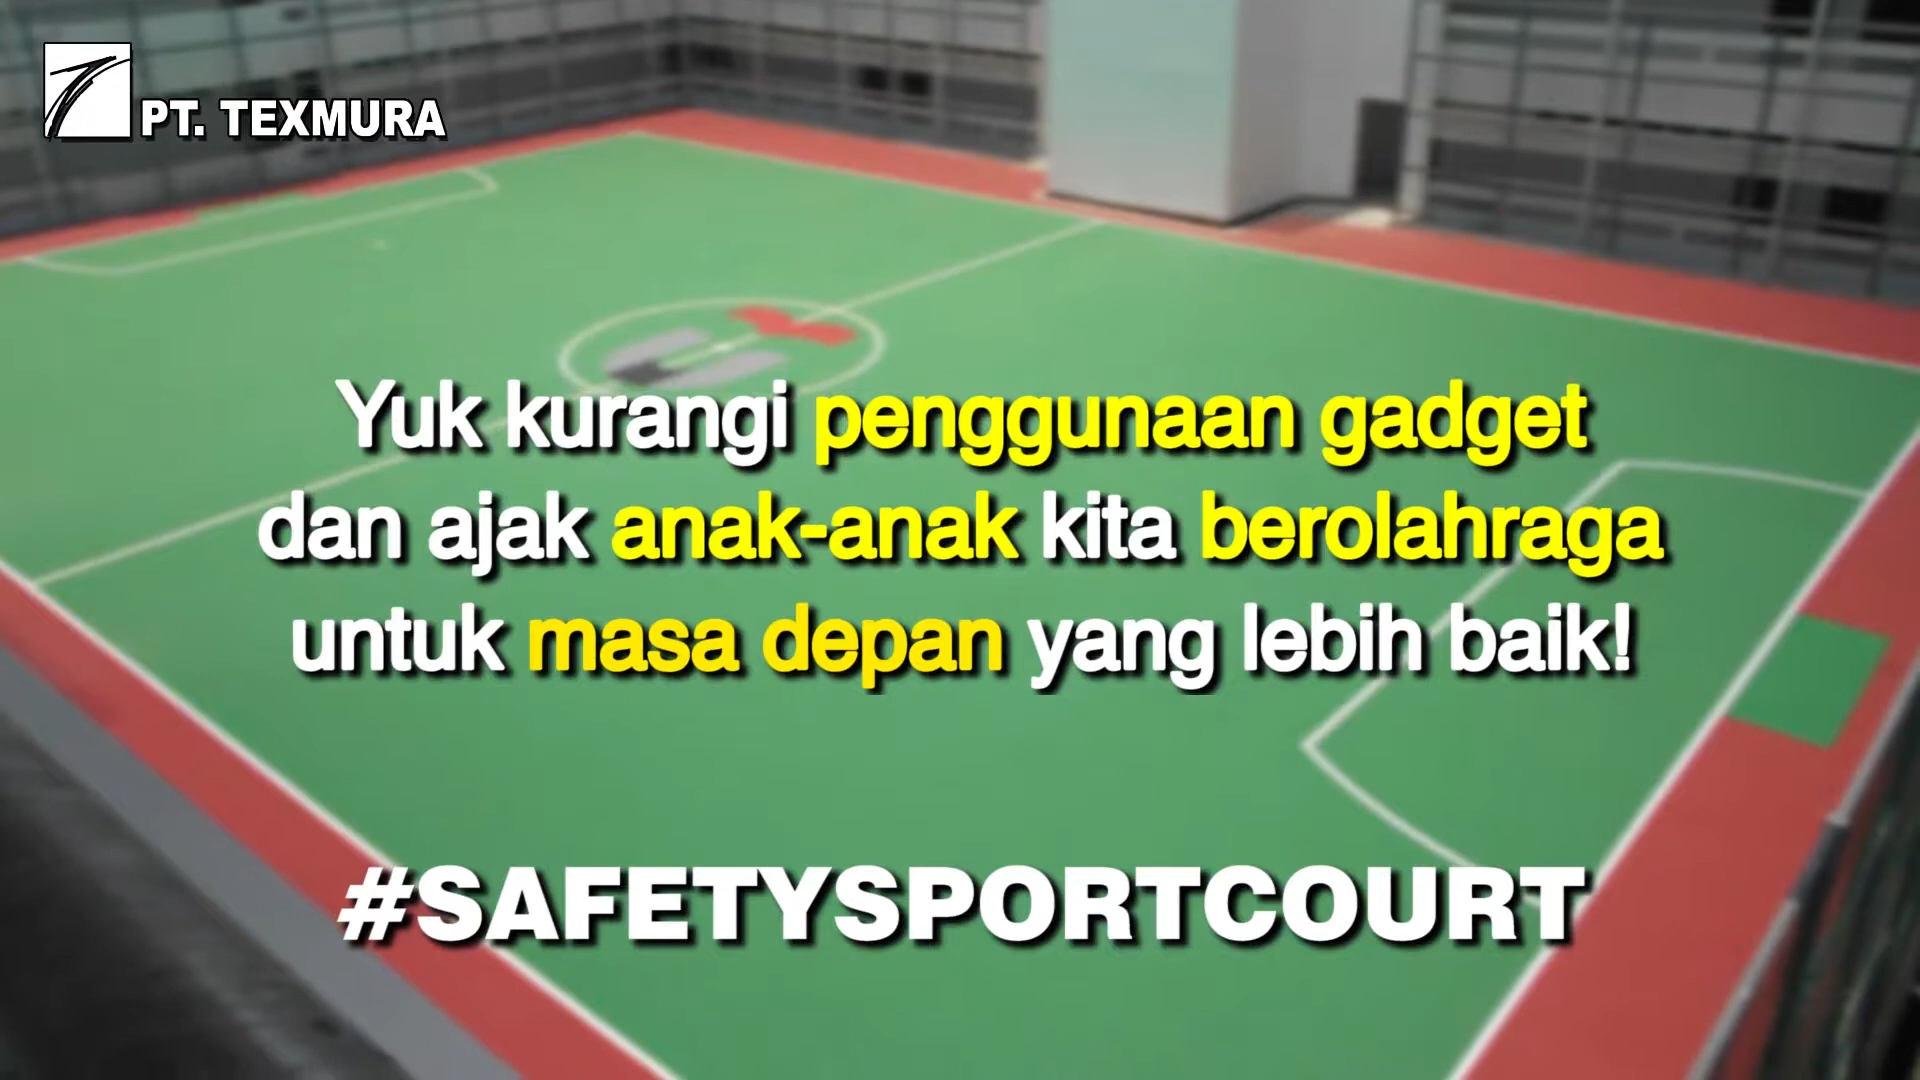 PT. TEXMURA
Yuk kurangi penggunaan gadget
dan ajak anak-anak kita berolahraga
untuk masa depan yang lebih baik!
#SAFETYSPORTCOURT